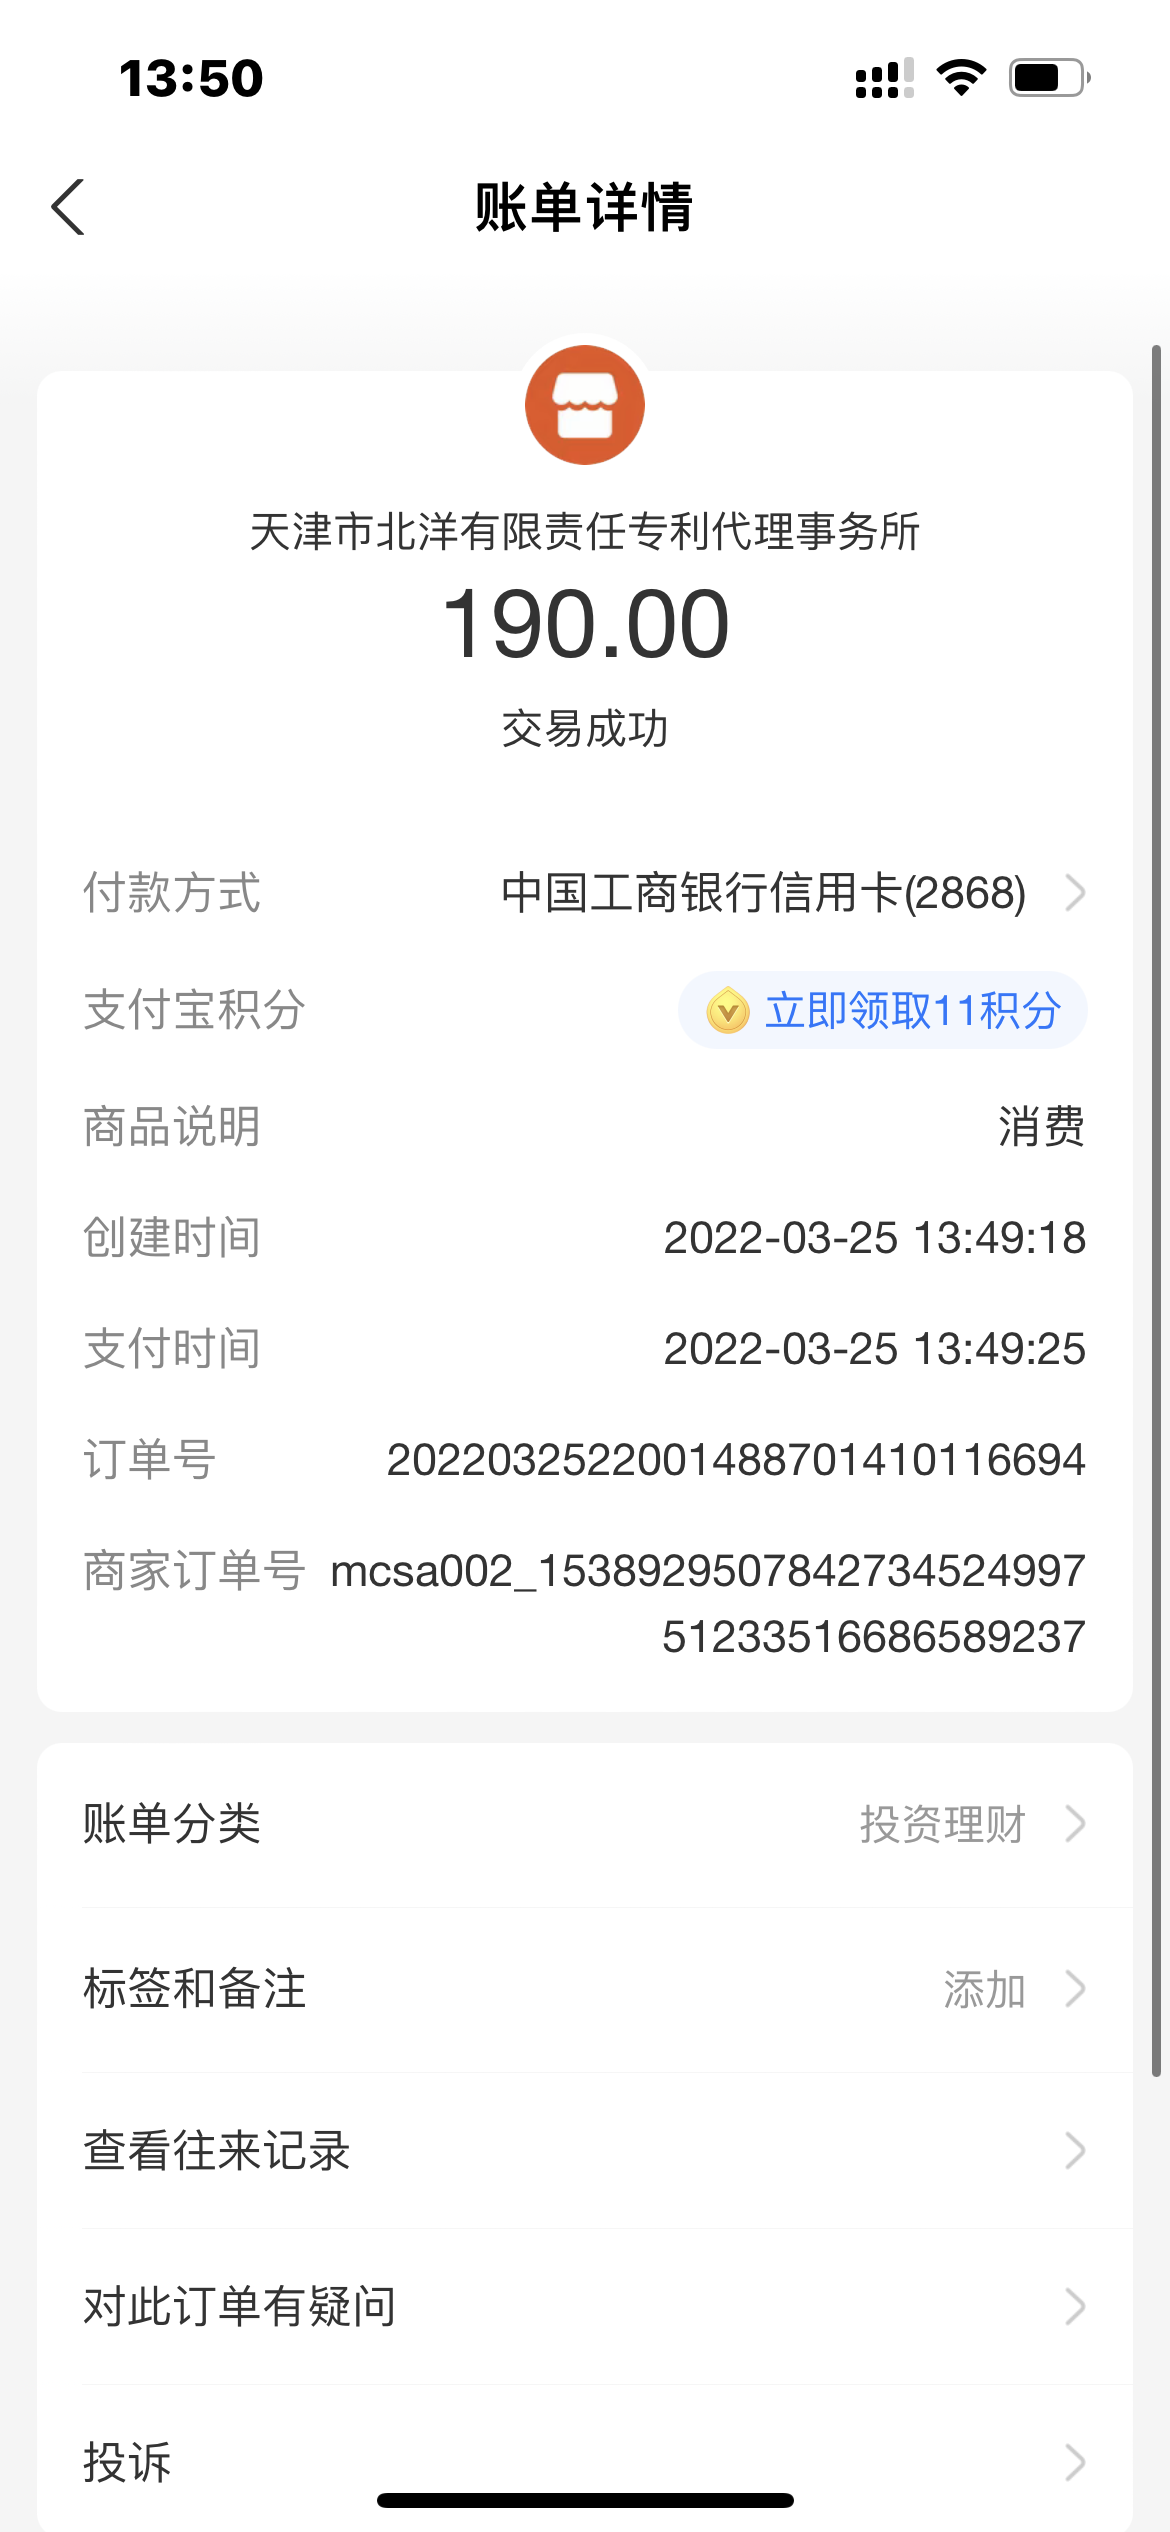 13:50
账单详情
天津市北洋有限责任专利代理事务所
190.00
交易成功
付款方式 中国工商银行信用卡(2868)
支付宝积分 立即领取11积分
商品说明 消费
创建时间 2022-03-25 13:49:18
支付时间 2022-03-25 13:49:25
订单号 2022032522001488701410116694
商家订单号 mcsa002_1538929507842734524997
51233516686589237
账单分类 投资理财
标签和备注 添加
查看往来记录
对此订单有疑问
投诉